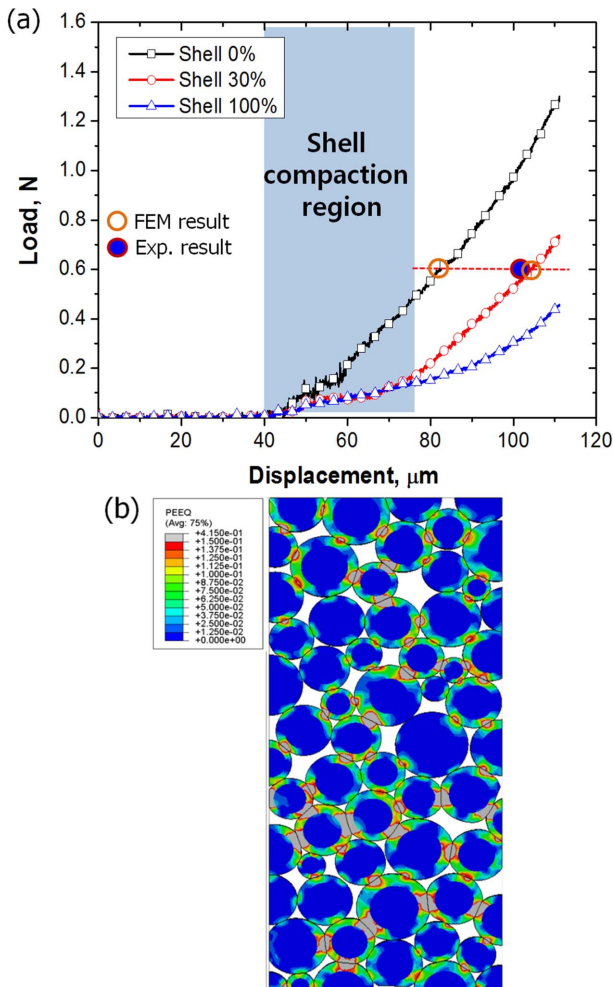 (a)
1.6
1.4
1.2
1.0
0.8
0.6
0.4
0.2
0.0
Load, N
Shell 0%
Shell 30%
Shell 100%
Shell
compaction
region
FEM result
Exp. result
0 20 40 60 80 100 120
Displacement, μm
(b)
PEEQ
(Avg: 75%)
+4.150e-01
+1.500e-01
+1.375e-01
+1.250e-01
+1.125e-01
+1.000e-01
+8.750e-02
+7.500e-02
+6.250e-02
+5.000e-02
+3.750e-02
+2.500e-02
+1.250e-02
+0.000e+00